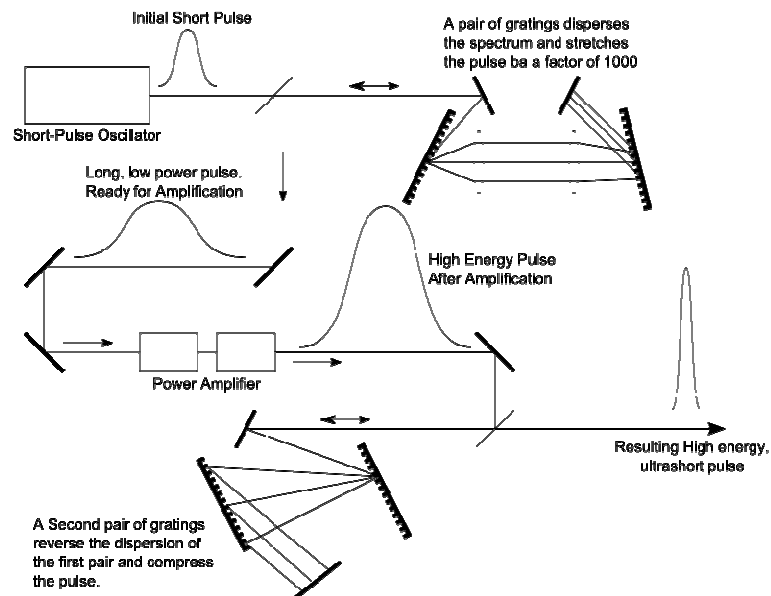 Initial Short Pulse
A pair of gratings disperses
the spectrum and stretches
the pulse ba a factor of 1000
Short-Pulse Oscillator
Long, low power pulse.
Ready for Amplification
High Energy Pulse
After Amplification
Power Amplifier
Resulting High energy,
ultrashort pulse
A Second pair of gratings
reverse the dispersion of
the first pair and compress
the pulse.